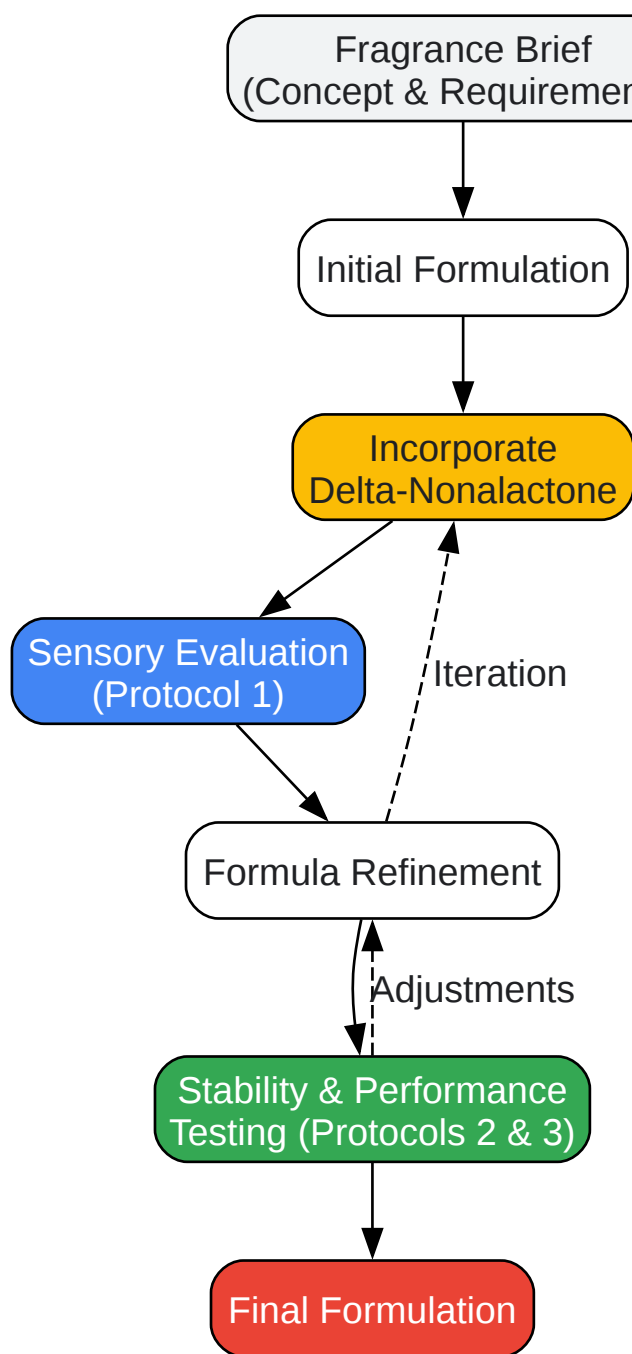 Fragrance Brief
(Concept & Requiremen
Initial Formulation
Incorporate
Delta-Nonalactone
Sensory Evaluation
(Protocol 1)
Iteration
Formula Refinement
Adjustments
Stability & Performance
Testing (Protocols 2 & 3)
Final Formulation